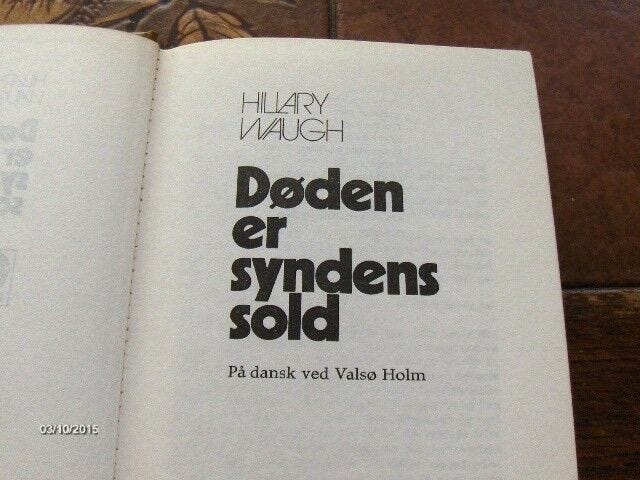 HILLARY
WAUGH
Døden
er
syndens
sold
På dansk ved Valsø Holm
03/10/2015